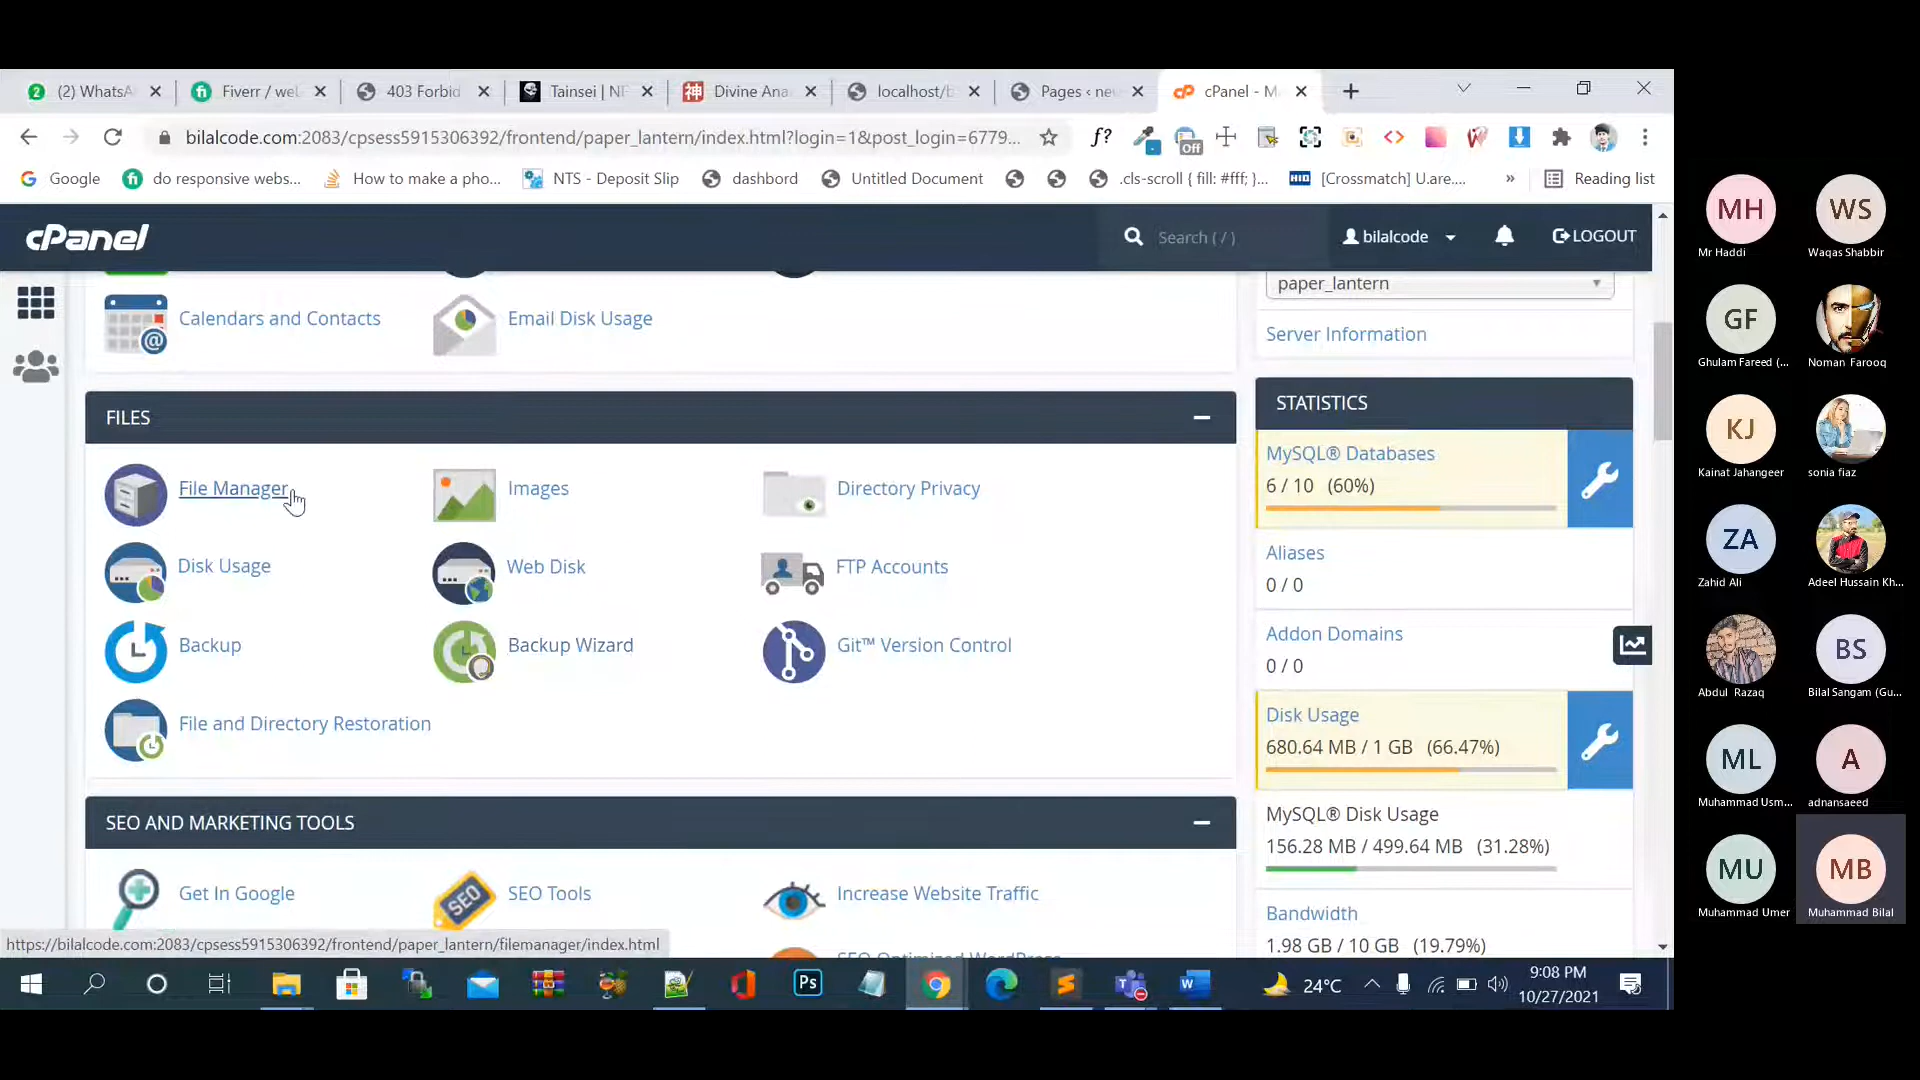 (2) WhatsA
Fiverr / wel
403 Forbid
Tainsei | NF
Divine Ana
localhost/b
Pages ‹ nev
cPanel - M
bilalcode.com:2083/cpsess5915306392/frontend/paper_lantern/index.html?login=1&post_login=6779...
f?
Off
Google
do responsive webs...
How to make a pho...
NTS - Deposit Slip
dashbord
Untitled Document
.cls-scroll { fill: #fff; }...
HID
[Crossmatch] U.are....
»
Reading list
cPanel
Search ( / )
bilalcode
LOGOUT
Calendars and Contacts
Email Disk Usage
paper_lantern
Server Information
FILES
File Manager
Images
Directory Privacy
Disk Usage
Web Disk
FTP Accounts
Backup
Backup Wizard
Git™ Version Control
File and Directory Restoration
SEO AND MARKETING TOOLS
Get In Google
SEO
SEO Tools
Increase Website Traffic
STATISTICS
MySQL® Databases
6 / 10 (60%)
Aliases
0 / 0
Addon Domains
0 / 0
Disk Usage
680.64 MB / 1 GB (66.47%)
MySQL® Disk Usage
156.28 MB / 499.64 MB (31.28%)
Bandwidth
1.98 GB / 10 GB (19.79%)
https://bilalcode.com:2083/cpsess5915306392/frontend/paper_lantern/filemanager/index.html
SEO Optimized WordPress
Ps
24°C
9:08 PM
10/27/2021
MH
Mr Haddi
WS
Waqas Shabbir
GF
Ghulam Fareed (...
Noman Farooq
KJ
Kainat Jahangeer
sonia fiaz
ZA
Zahid Ali
Adeel Hussain Kh...
Abdul Razaq
BS
Bilal Sangam (Gu...
ML
Muhammad Usm...
A
adnansaeed
MU
Muhammad Umer
MB
Muhammad Bilal